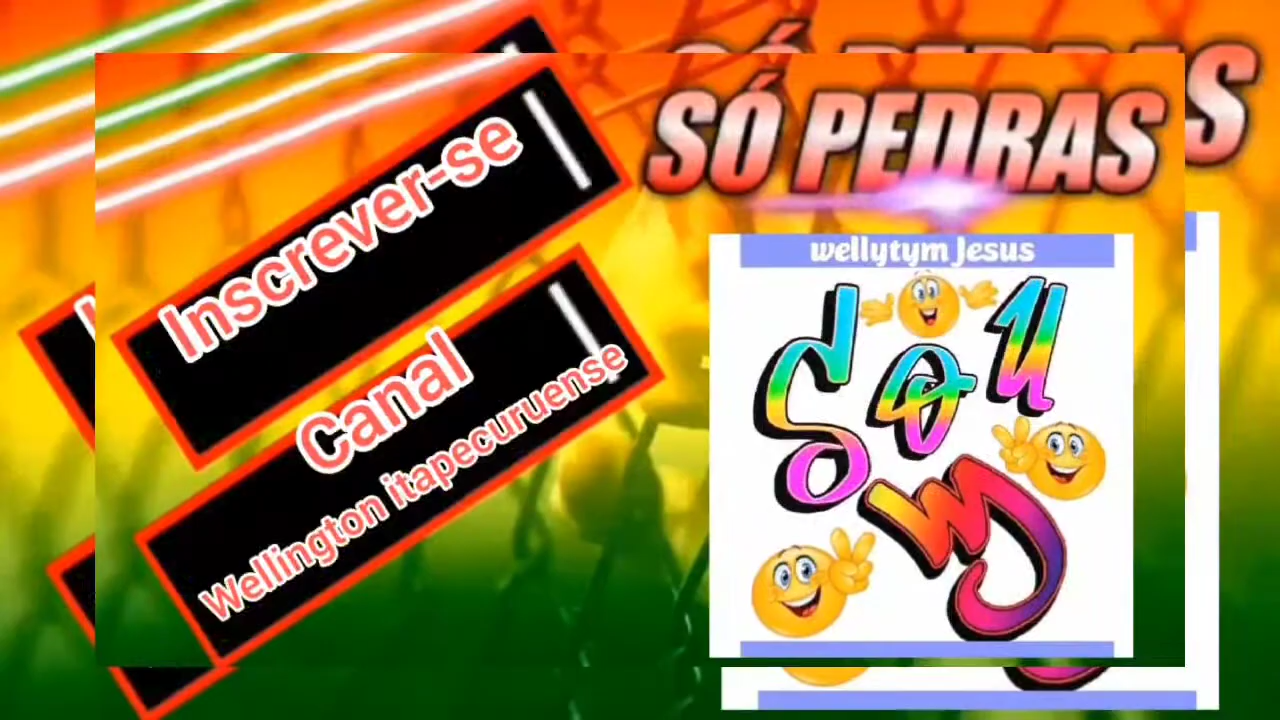 SÓ PEDRAS
S
Inscrever-se
Canal
Wellington itapecuruense
wellytym Jesus
Sou